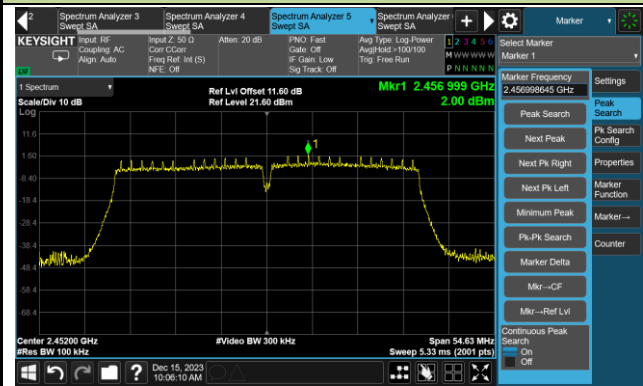 2
Spectrum Analyzer 3
Swept SA
Spectrum Analyzer 4
Swept SA
Spectrum Analyzer 5
Swept SA
Spectrum Analyzer
Swept SA
Marker
KEYSIGHT
Input: RF
Coupling: AC
Align: Auto
Input Z: 50 Ω
Corr CCorr
Freq Ref: Int (S)
NFE: Off
Atten: 20 dB
PNO: Fast
Gate: Off
IF Gain: Low
Sig Track: Off
Avg Type: Log-Power
Avg|Hold:>100/100
Trig: Free Run
1 2 3 4 5 6
M W W W W W
P N N N N N
LXI
Select Marker
Marker 1
1 Spectrum
Scale/Div 10 dB
Log
Ref Lvl Offset 11.60 dB
Ref Level 21.60 dBm
Mkr1 2.456 999 GHz
2.00 dBm
11.6
1.60
-8.40
-18.4
-28.4
-38.4
-48.4
-58.4
-68.4
1
Center 2.45200 GHz
#Res BW 100 kHz
#Video BW 300 kHz
Span 54.63 MHz
Sweep 5.33 ms (2001 pts)
Marker Frequency
2.456998645 GHz
Peak Search
Next Peak
Next Pk Right
Next Pk Left
Minimum Peak
Pk-Pk Search
Marker Delta
Mkr→CF
Mkr→Ref Lvl
Continuous Peak
Search
On
Off
Settings
Peak
Search
Pk Search
Config
Properties
Marker
Function
Marker→
Counter
?
Dec 15, 2023
10:06:10 AM